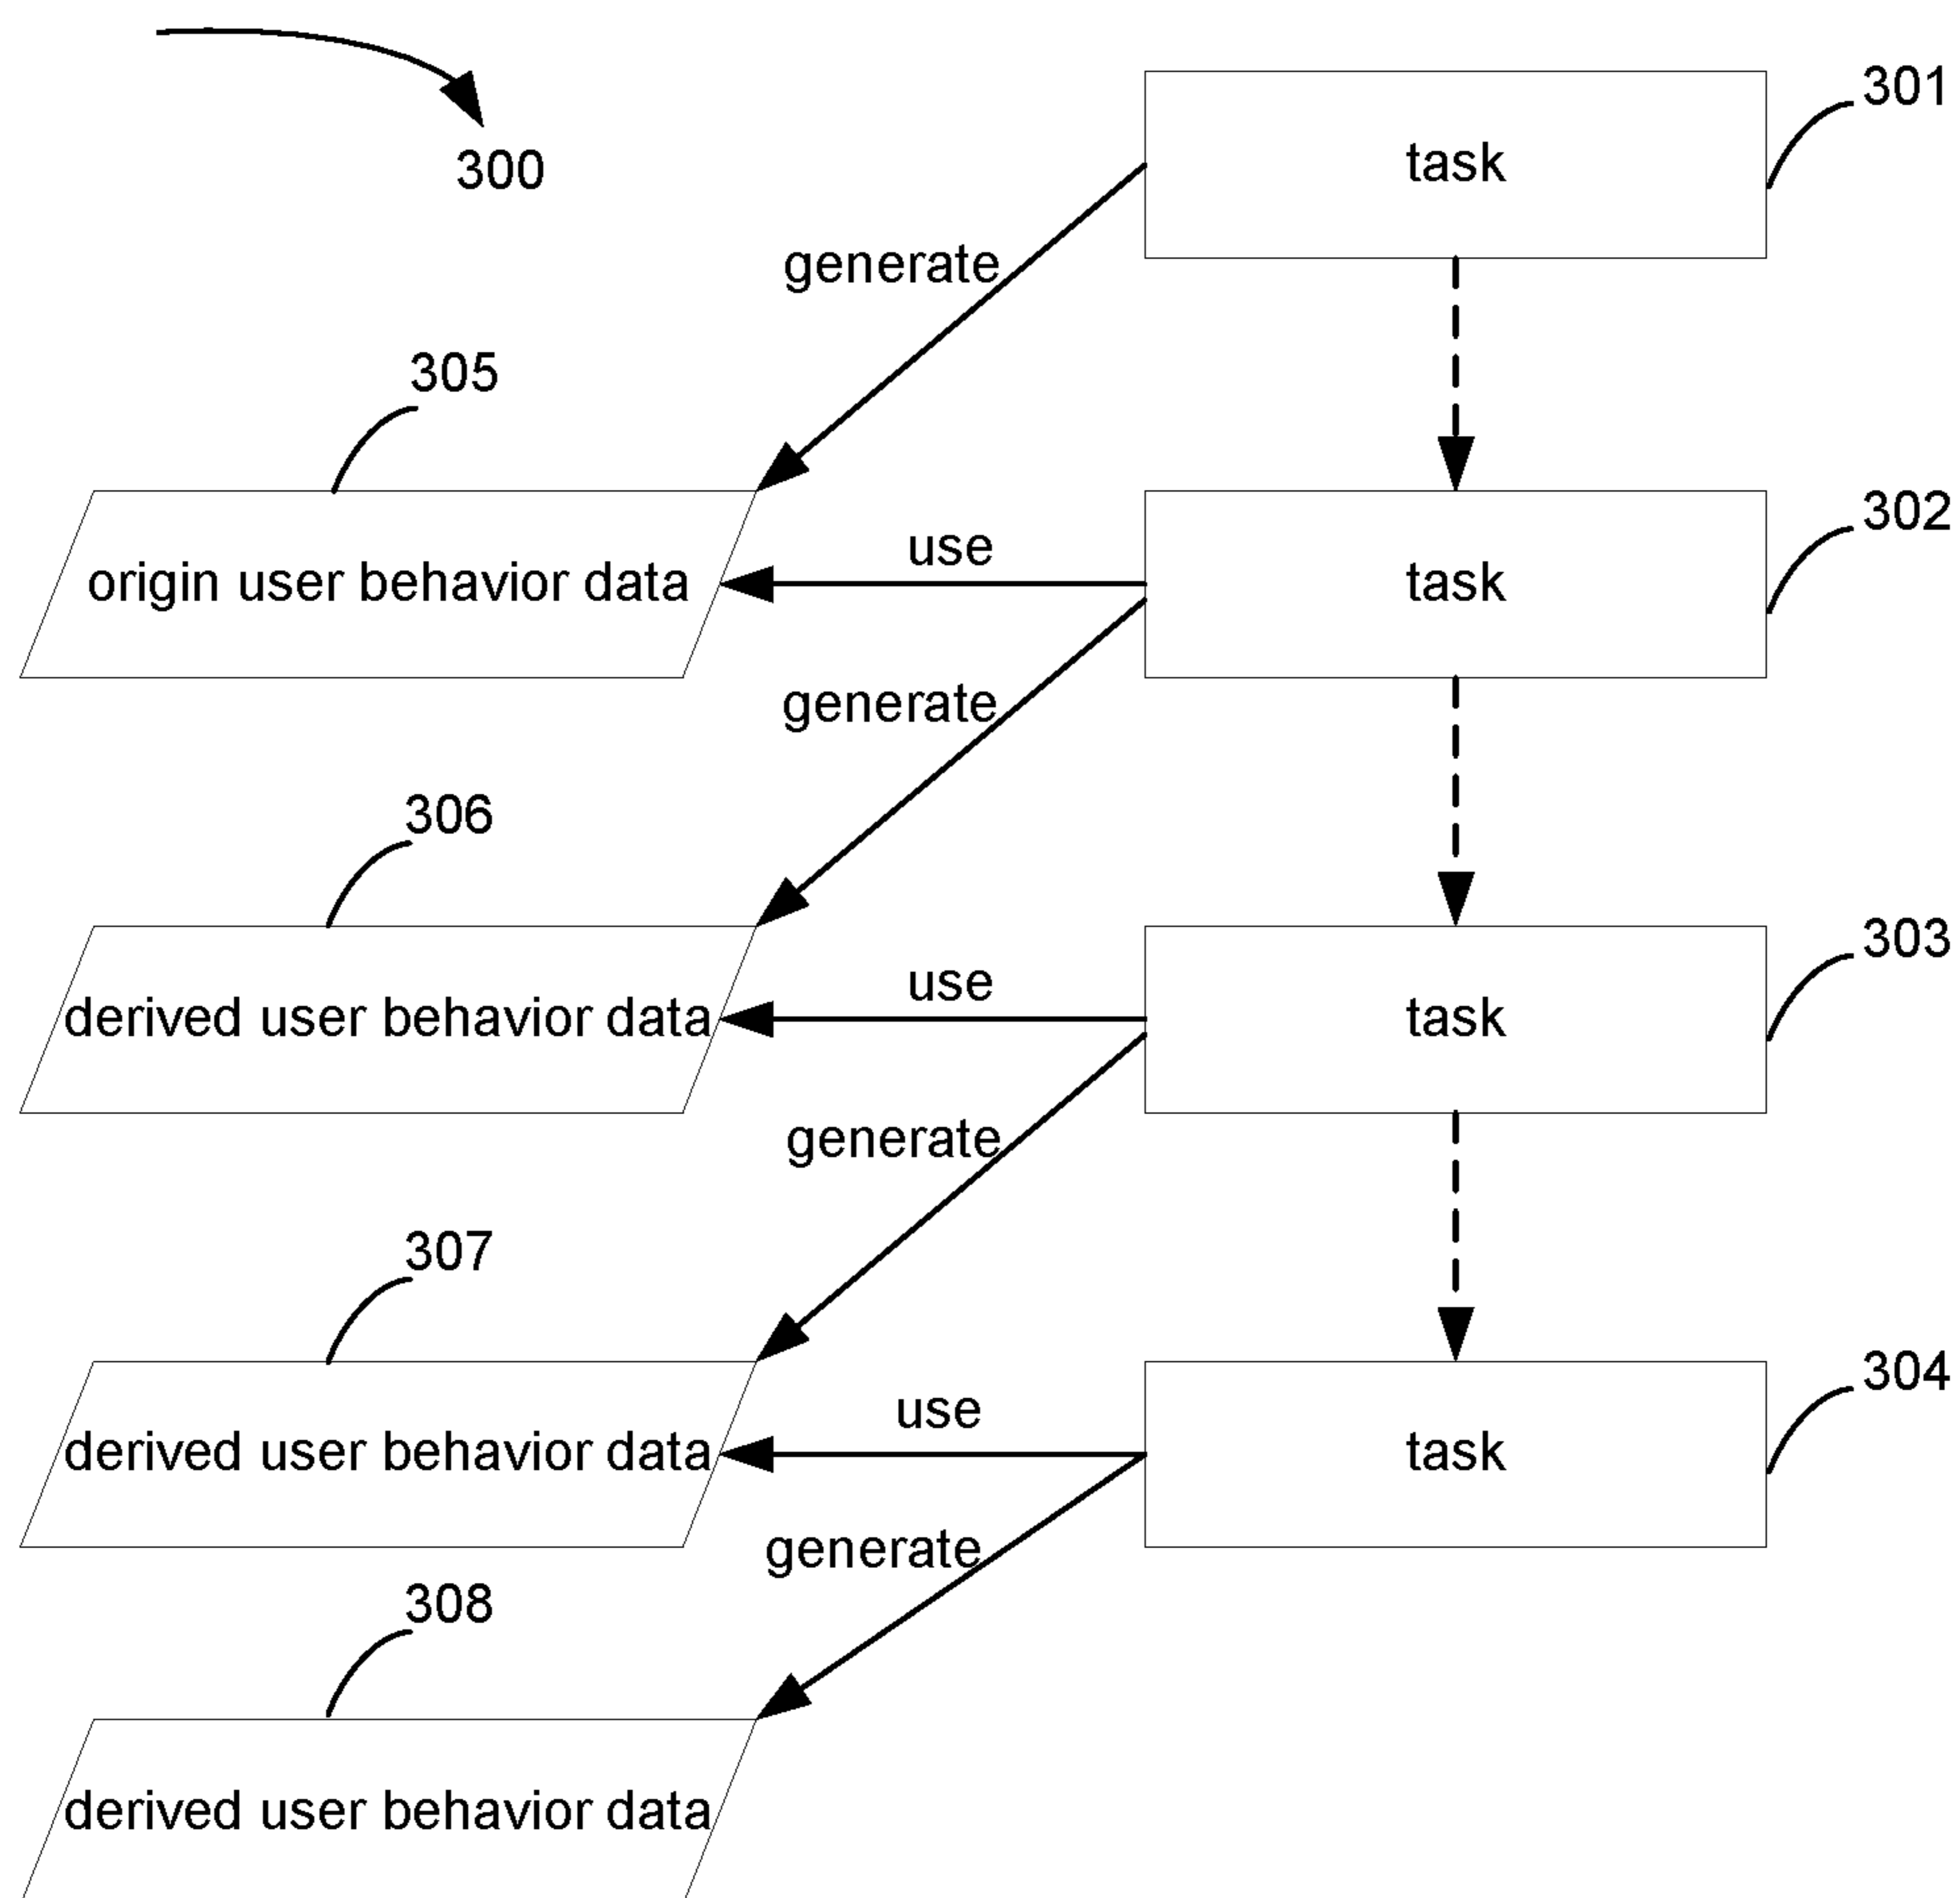 300
301
task
generate
305
302
origin user behavior data
use
task
generate
306
303
derived user behavior data
use
task
generate
307
304
derived user behavior data
use
task
generate
308
derived user behavior data